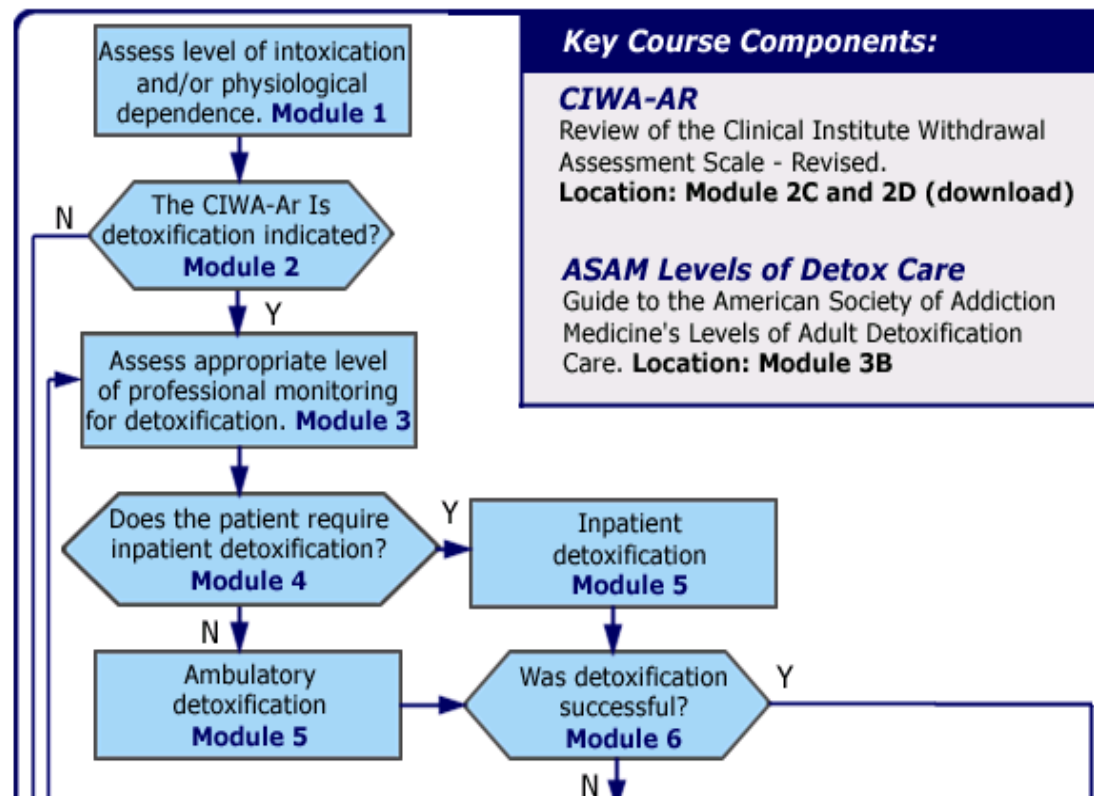 Assess level of intoxication
and/or physiological
dependence. Module 1
N
The CIWA-Ar Is
detoxification indicated?
Module 2
Y
Assess appropriate level
of professional monitoring
for detoxification. Module 3
Does the patient require
inpatient detoxification?
Module 4
Y
Inpatient
detoxification
Module 5
N
Ambulatory
detoxification
Module 5
Was detoxification
successful?
Module 6
Y
N
Key Course Components:
CIWA-AR
Review of the Clinical Institute Withdrawal
Assessment Scale - Revised.
Location: Module 2C and 2D (download)
ASAM Levels of Detox Care
Guide to the American Society of Addiction
Medicine's Levels of Adult Detoxification
Care. Location: Module 3B